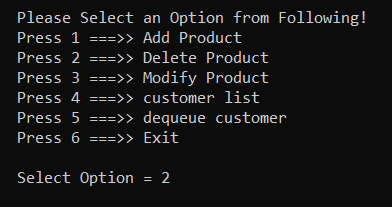 Please Select an Option from Following!
Press 1 ===>> Add Product
Press 2 ===>> Delete Product
Press 3 ===>> Modify Product
Press 4 ===>> customer list
Press 5 ===>> dequeue customer
Press 6 ===>> Exit
Select Option = 2